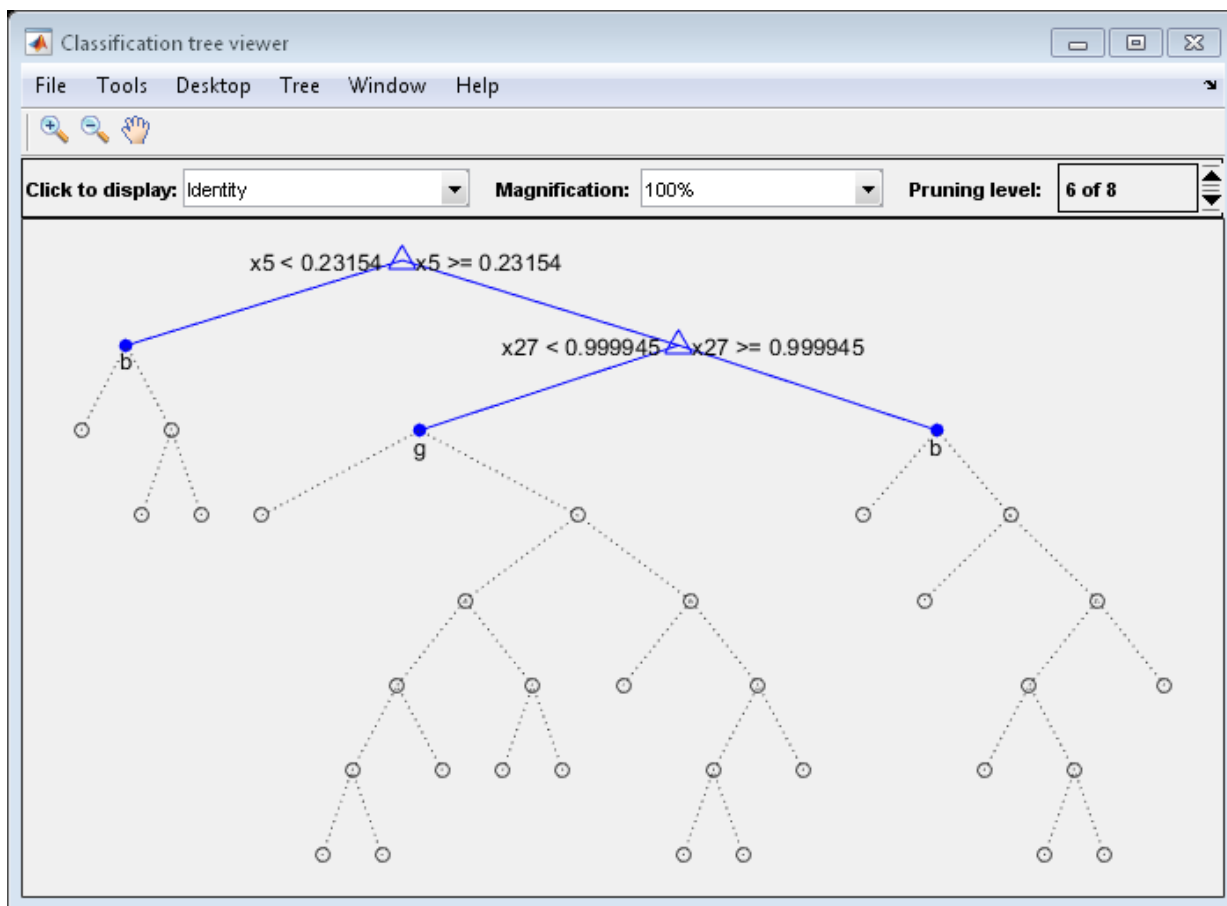 Classification tree viewer
File Tools Desktop Tree Window Help
Click to display: Identity Magnification: 100% Pruning level: 6 of 8
x5 < 0.23154 x5 >= 0.23154
b x27 < 0.999945 x27 >= 0.999945
g b